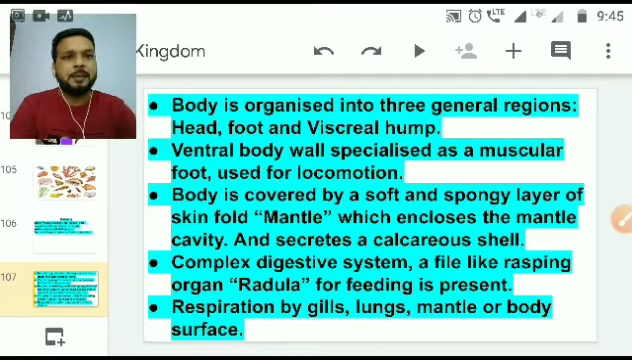 LTE
9:45
Kingdom
● Body is organised into three general regions:
Head, foot and Viscreal hump.
● Ventral body wall specialised as a muscular
foot, used for locomotion.
● Body is covered by a soft and spongy layer of
skin fold “Mantle” which encloses the mantle
cavity. And secretes a calcareous shell.
● Complex digestive system, a file like rasping
organ “Radula” for feeding is present.
● Respiration by gills, lungs, mantle or body
surface.
105
106
107